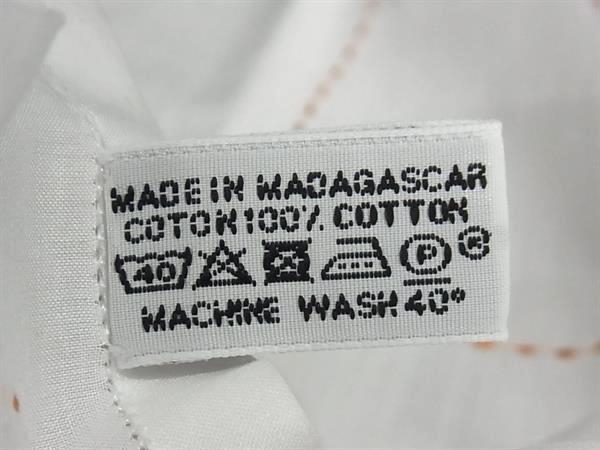 MADE IN MADAGASCAR
COTON 100% COTTON
40 P ®
MACHINE WASH 40°